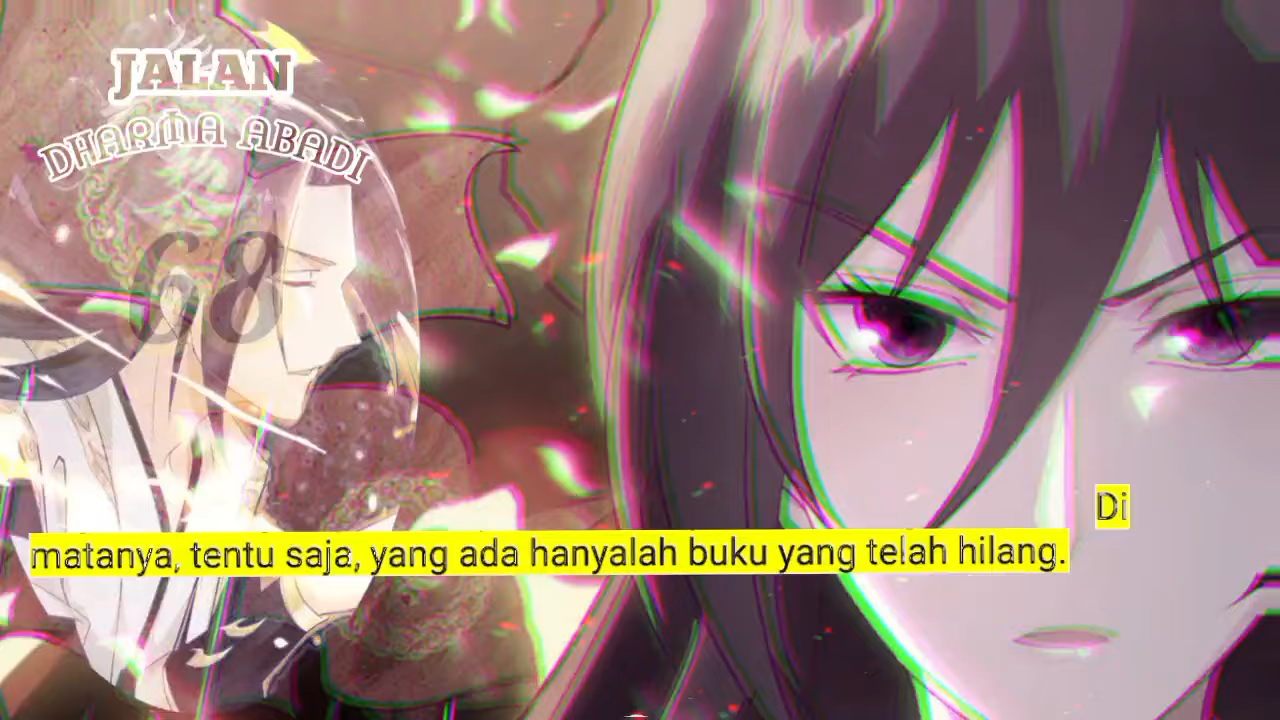 JALAN
DHARMA ABADI
68
Di
matanya, tentu saja, yang ada hanyalah buku yang telah hilang.